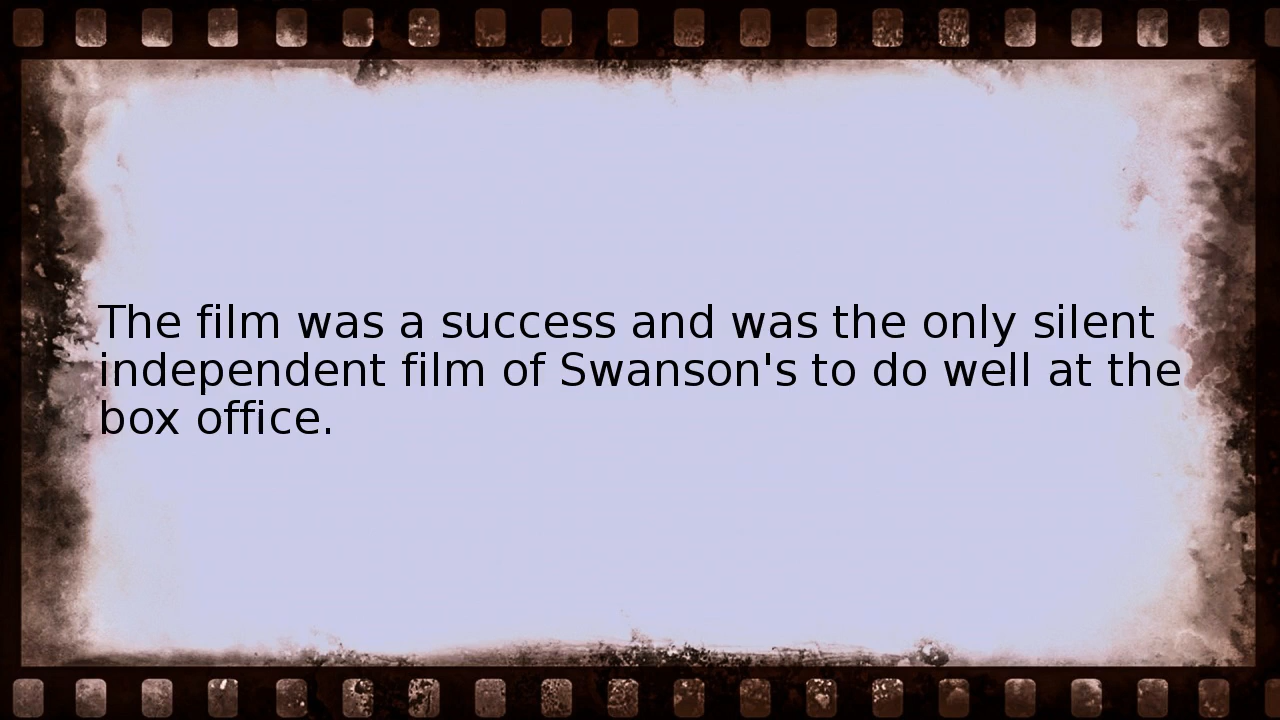 The film was a success and was the only silent
independent film of Swanson's to do well at the
box office.